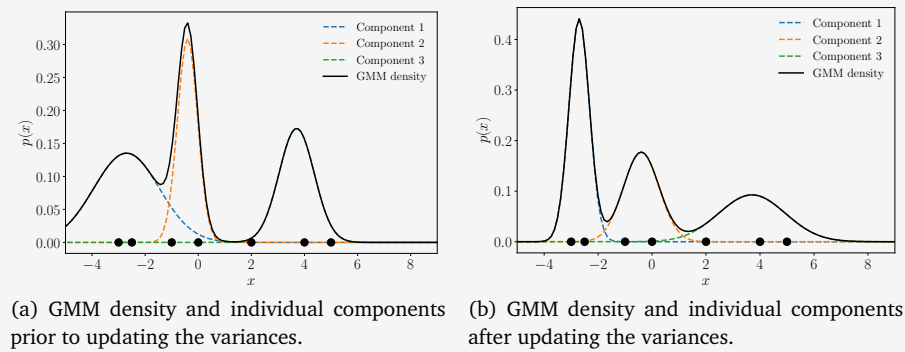 Component 1
Component 2
Component 3
GMM density
p(x)
0.30
0.25
0.20
0.15
0.10
0.05
0.00
−4 −2 0 2 4 6 8
x
Component 1
Component 2
Component 3
GMM density
p(x)
0.4
0.3
0.2
0.1
0.0
−4 −2 0 2 4 6 8
x
(a) GMM density and individual components
prior to updating the variances.
(b) GMM density and individual components
after updating the variances.